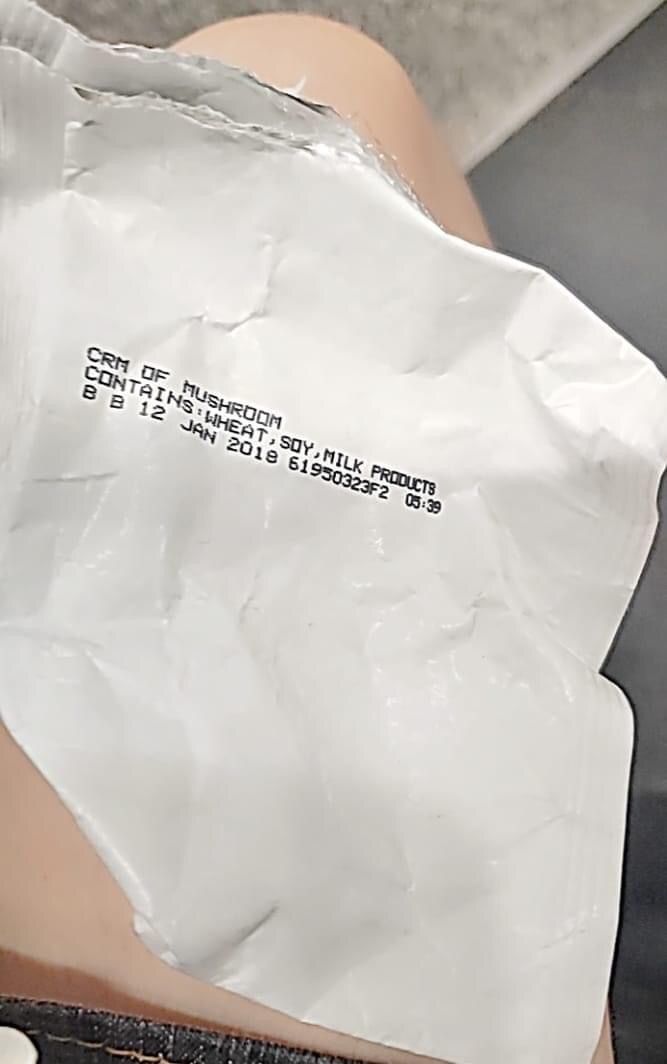 CRM OF MUSHROOM
CONTAINS:WHEAT,SOY,MILK PRODUCTS
B B 12 JAN 2018 61950323F2 05:39